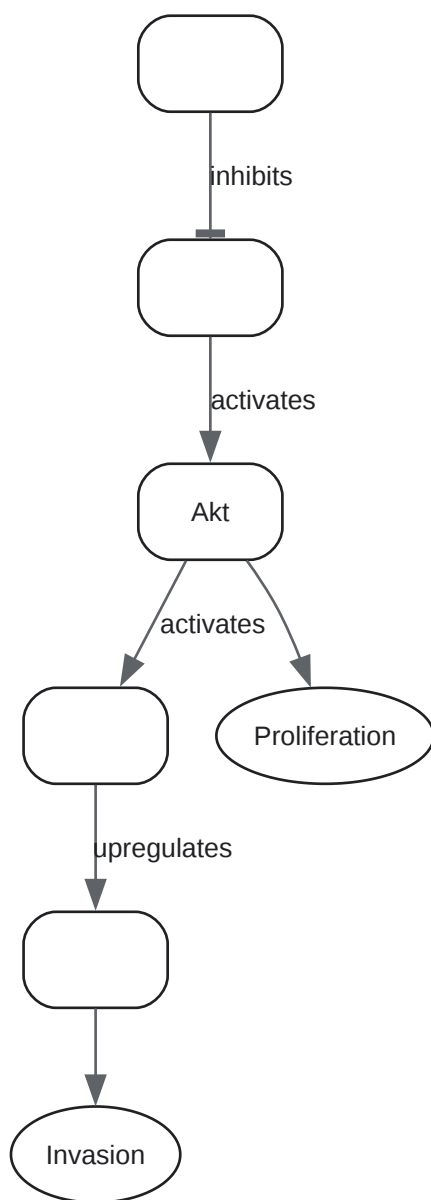 inhibits
activates
Akt
activates
Proliferation
upregulates
Invasion